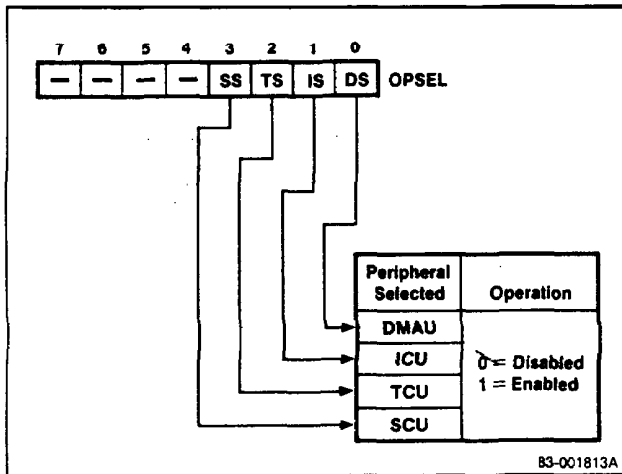 7 6 5 4 3 2 1 0
— — — — SS TS IS DS OPSEL
Peripheral Selected Operation
DMAU
ICU
TCU
SCU
0 = Disabled
1 = Enabled
83-001813A